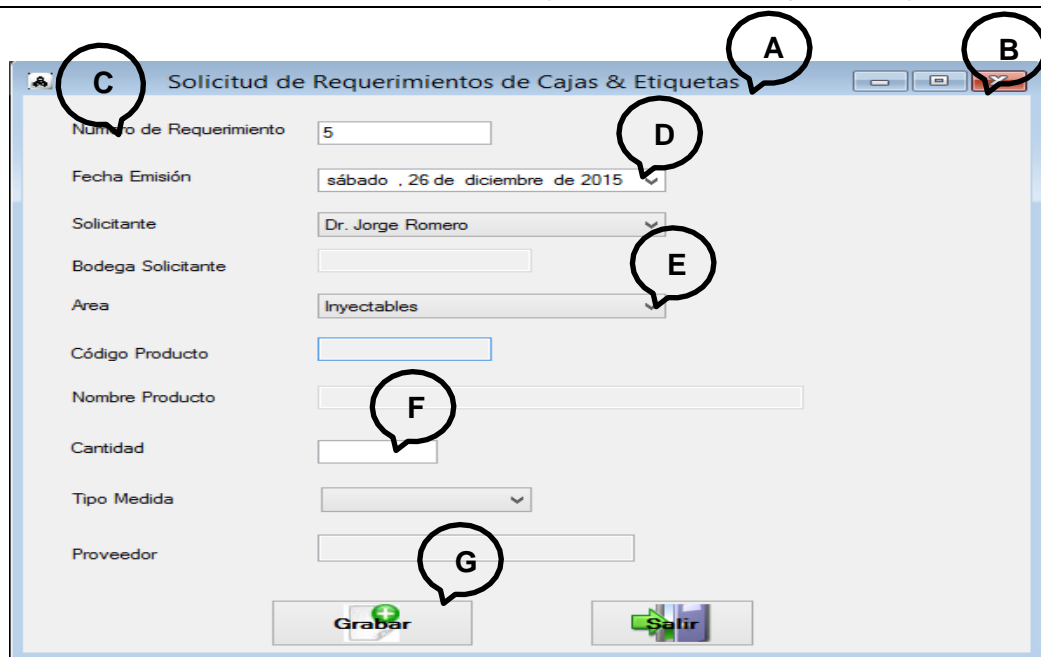 A
B
C
Solicitud de Requerimientos de Cajas & Etiquetas
Número de Requerimiento
5
D
Fecha Emisión
sábado , 26 de diciembre de 2015
Solicitante
Dr. Jorge Romero
Bodega Solicitante
E
Area
Inyectables
Código Producto
Nombre Producto
F
Cantidad
Tipo Medida
Proveedor
G
Grabar
Salir